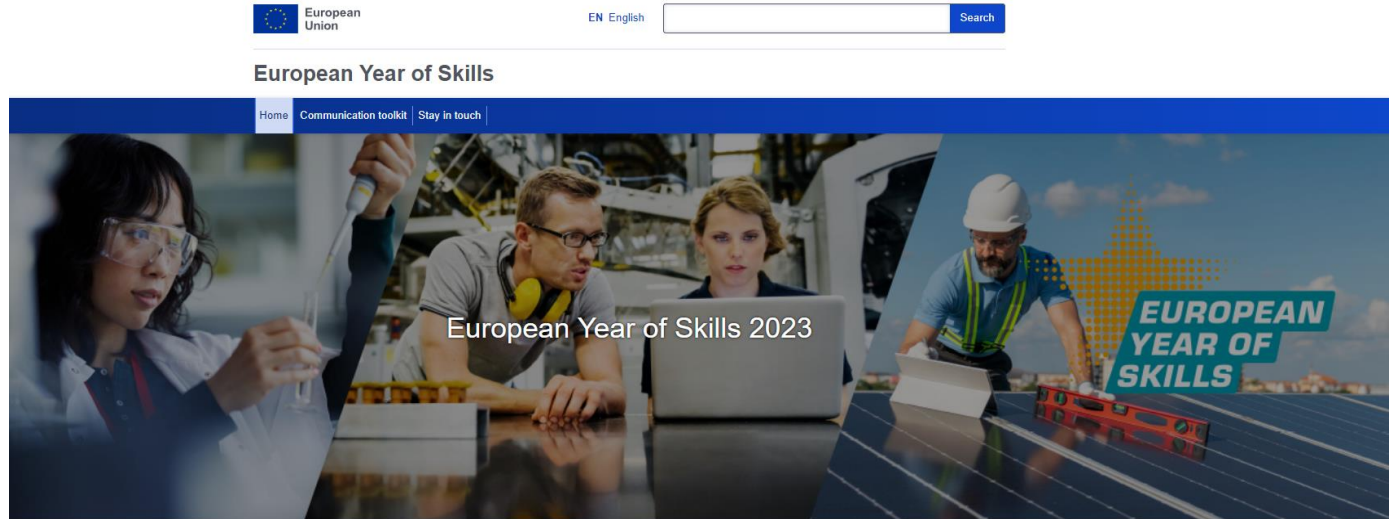 European
Union
EN English
Search
European Year of Skills
Home
Communication toolkit
Stay in touch
European Year of Skills 2023
EUROPEAN
YEAR OF
SKILLS